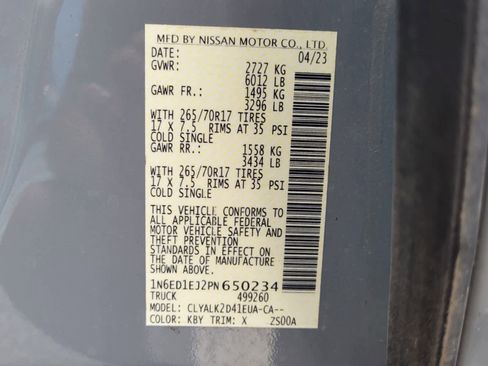 MFD BY NISSAN MOTOR CO., LTD.
DATE: 04/23
GVWR: 2727 KG
6012 LB
GAWR FR.: 1495 KG
3296 LB
WITH 265/70R17 TIRES
17 X 7.5 RIMS AT 35 PSI
COLD SINGLE
GAWR RR.: 1558 KG
3434 LB
WITH 265/70R17 TIRES
17 X 7.5 RIMS AT 35 PSI
COLD SINGLE
THIS VEHICLE CONFORMS TO
ALL APPLICABLE FEDERAL
MOTOR VEHICLE SAFETY AND
THEFT PREVENTION
STANDARDS IN EFFECT ON THE
DATE OF MANUFACTURE
SHOWN ABOVE.
1N6ED1EJ2PN650234
TRUCK 499260
MODEL: CLYALK2D41EUA-CA--
COLOR: KBY TRIM: X ZS00A